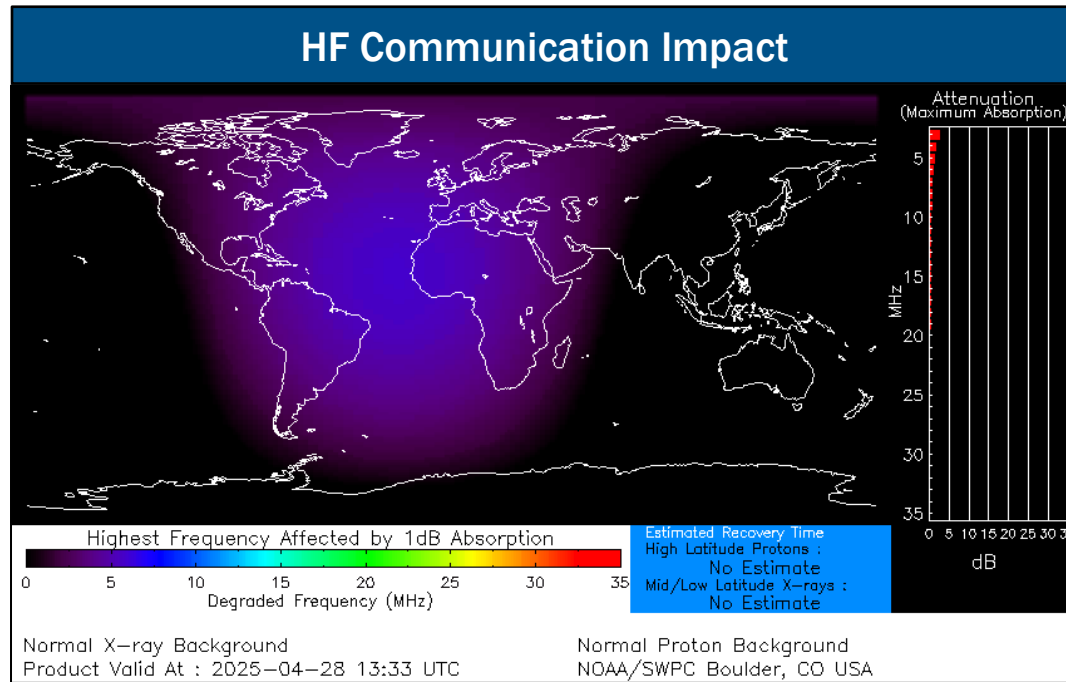 HF Communication Impact
Attenuation
(Maximum Absorption)
5
10
15
20
25
30
35
MHz
0 5 10 15 20 25 30
dB
Highest Frequency Affected by 1dB Absorption
0 5 10 15 20 25 30 35
Degraded Frequency (MHz)
Estimated Recovery Time
High Latitude Protons :
No Estimate
Mid/Low Latitude X-rays :
No Estimate
Normal X-ray Background
Product Valid At : 2025-04-28 13:33 UTC
Normal Proton Background
NOAA/SWPC Boulder, CO USA